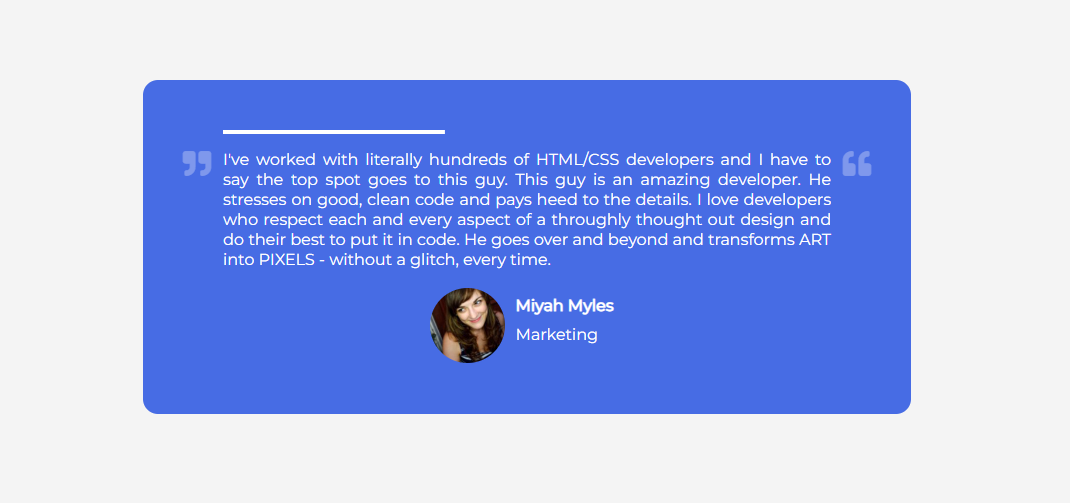 I've worked with literally hundreds of HTML/CSS developers and I have to
say the top spot goes to this guy. This guy is an amazing developer. He
stresses on good, clean code and pays heed to the details. I love developers
who respect each and every aspect of a throughly thought out design and
do their best to put it in code. He goes over and beyond and transforms ART
into PIXELS - without a glitch, every time.
Miyah Myles
Marketing